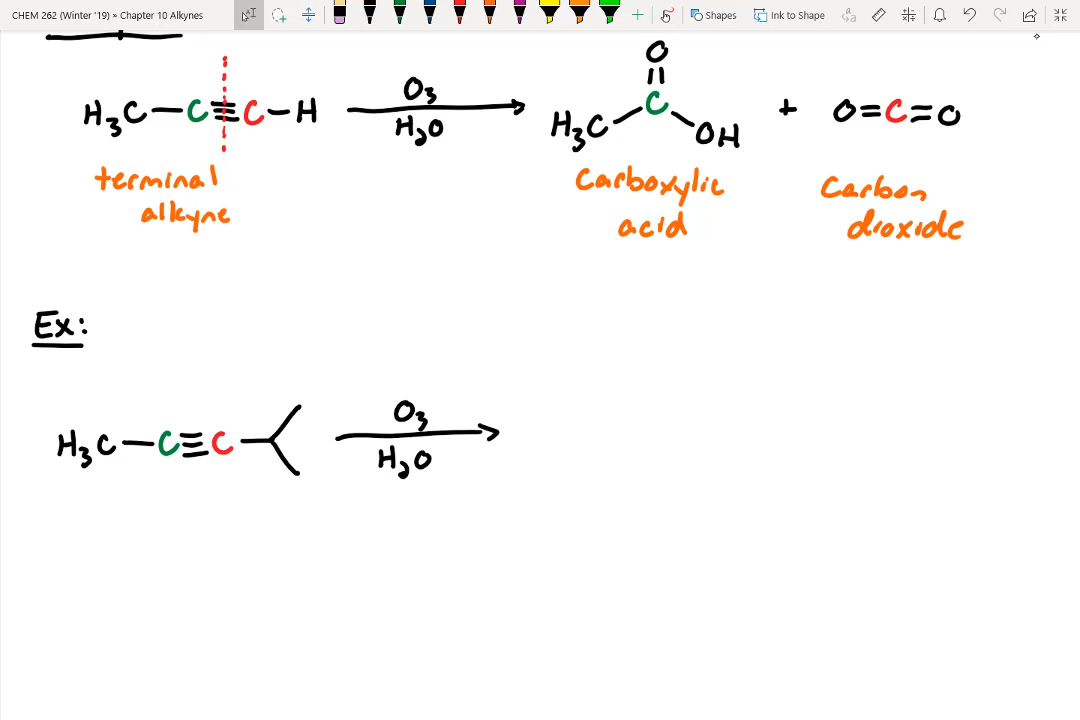 CHEM 262 (Winter '19) » Chapter 10 Alkynes
Shapes
Ink to Shape
H₃C—C≡C—H
O₃
H₂O
O
C
H₃C
OH
+
O=C=O
terminal
alkyne
Carboxylic
acid
Carbon
dioxide
Ex:
H₃C—C≡C
O₃
H₂O